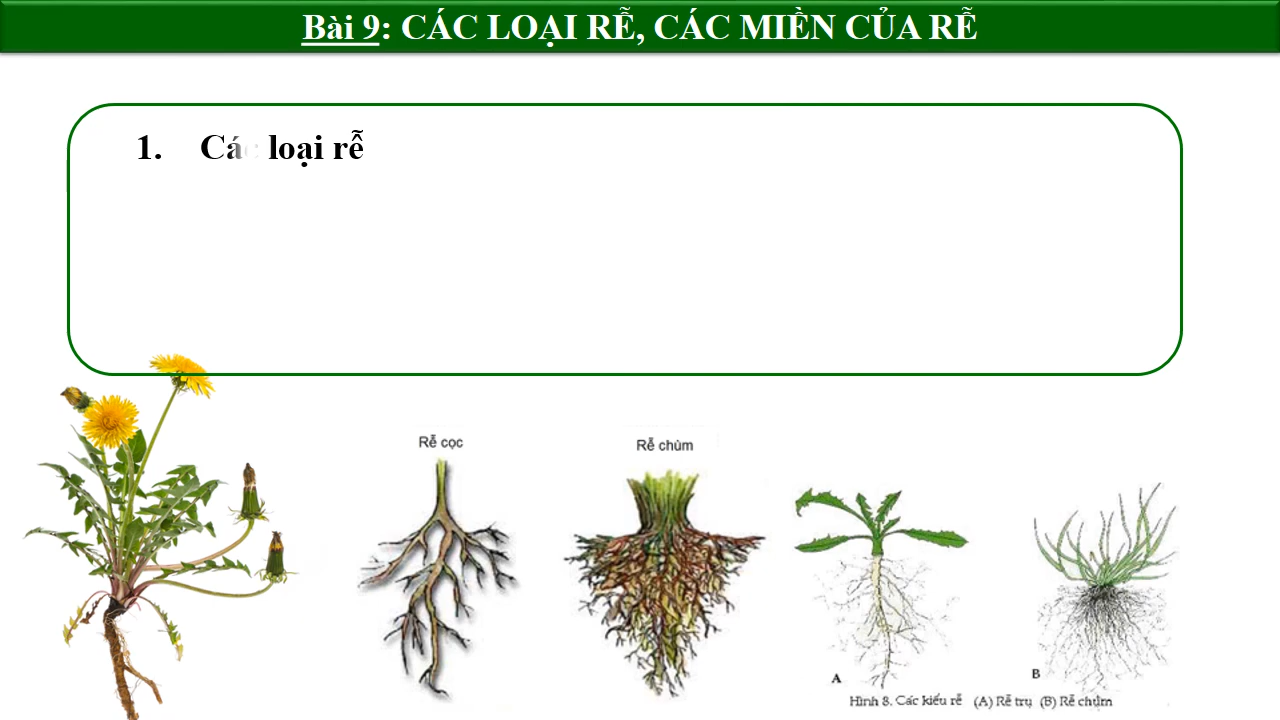 Bài 9: CÁC LOẠI RỄ, CÁC MIỀN CỦA RỄ
1. Các loại rễ
Rễ cọc
Rễ chùm
A
B
Hình 8. Các kiểu rễ (A) Rễ trụ (B) Rễ chùm